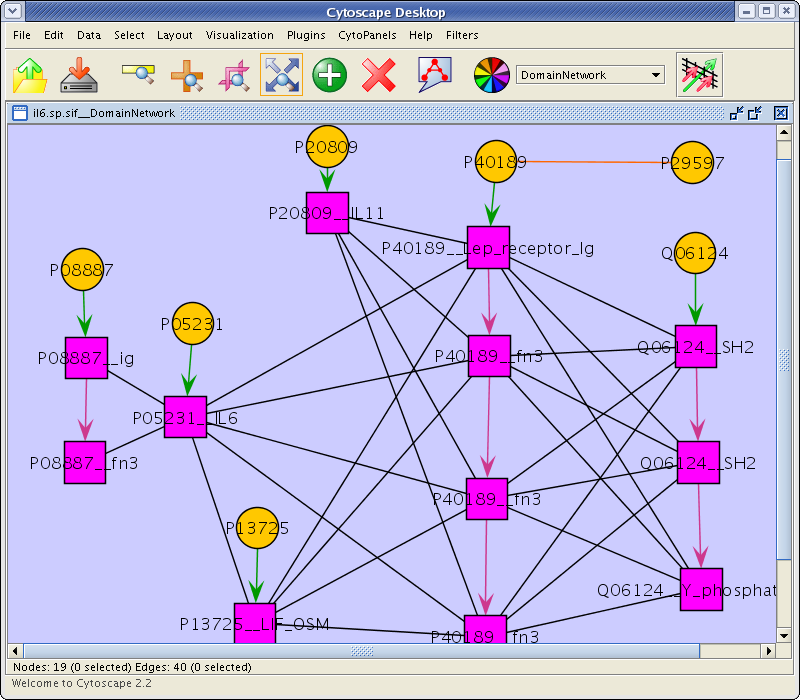 Cytoscape Desktop
File Edit Data Select Layout Visualization Plugins CytoPanels Help Filters
DomainNetwork
il6.sp.sif__DomainNetwork
P20809
P40189
P29597
P20809__IL11
P40189__Lep_receptor_Ig
Q06124
P08887
P05231
P08887__ig
P40189__fn3
Q06124__SH2
P05231__IL6
P08887__fn3
Q06124__SH2
P40189__fn3
P13725
Q06124__Y_phosphat
P13725__LIF_OSM
P40189__fn3
Nodes: 19 (0 selected) Edges: 40 (0 selected)
Welcome to Cytoscape 2.2